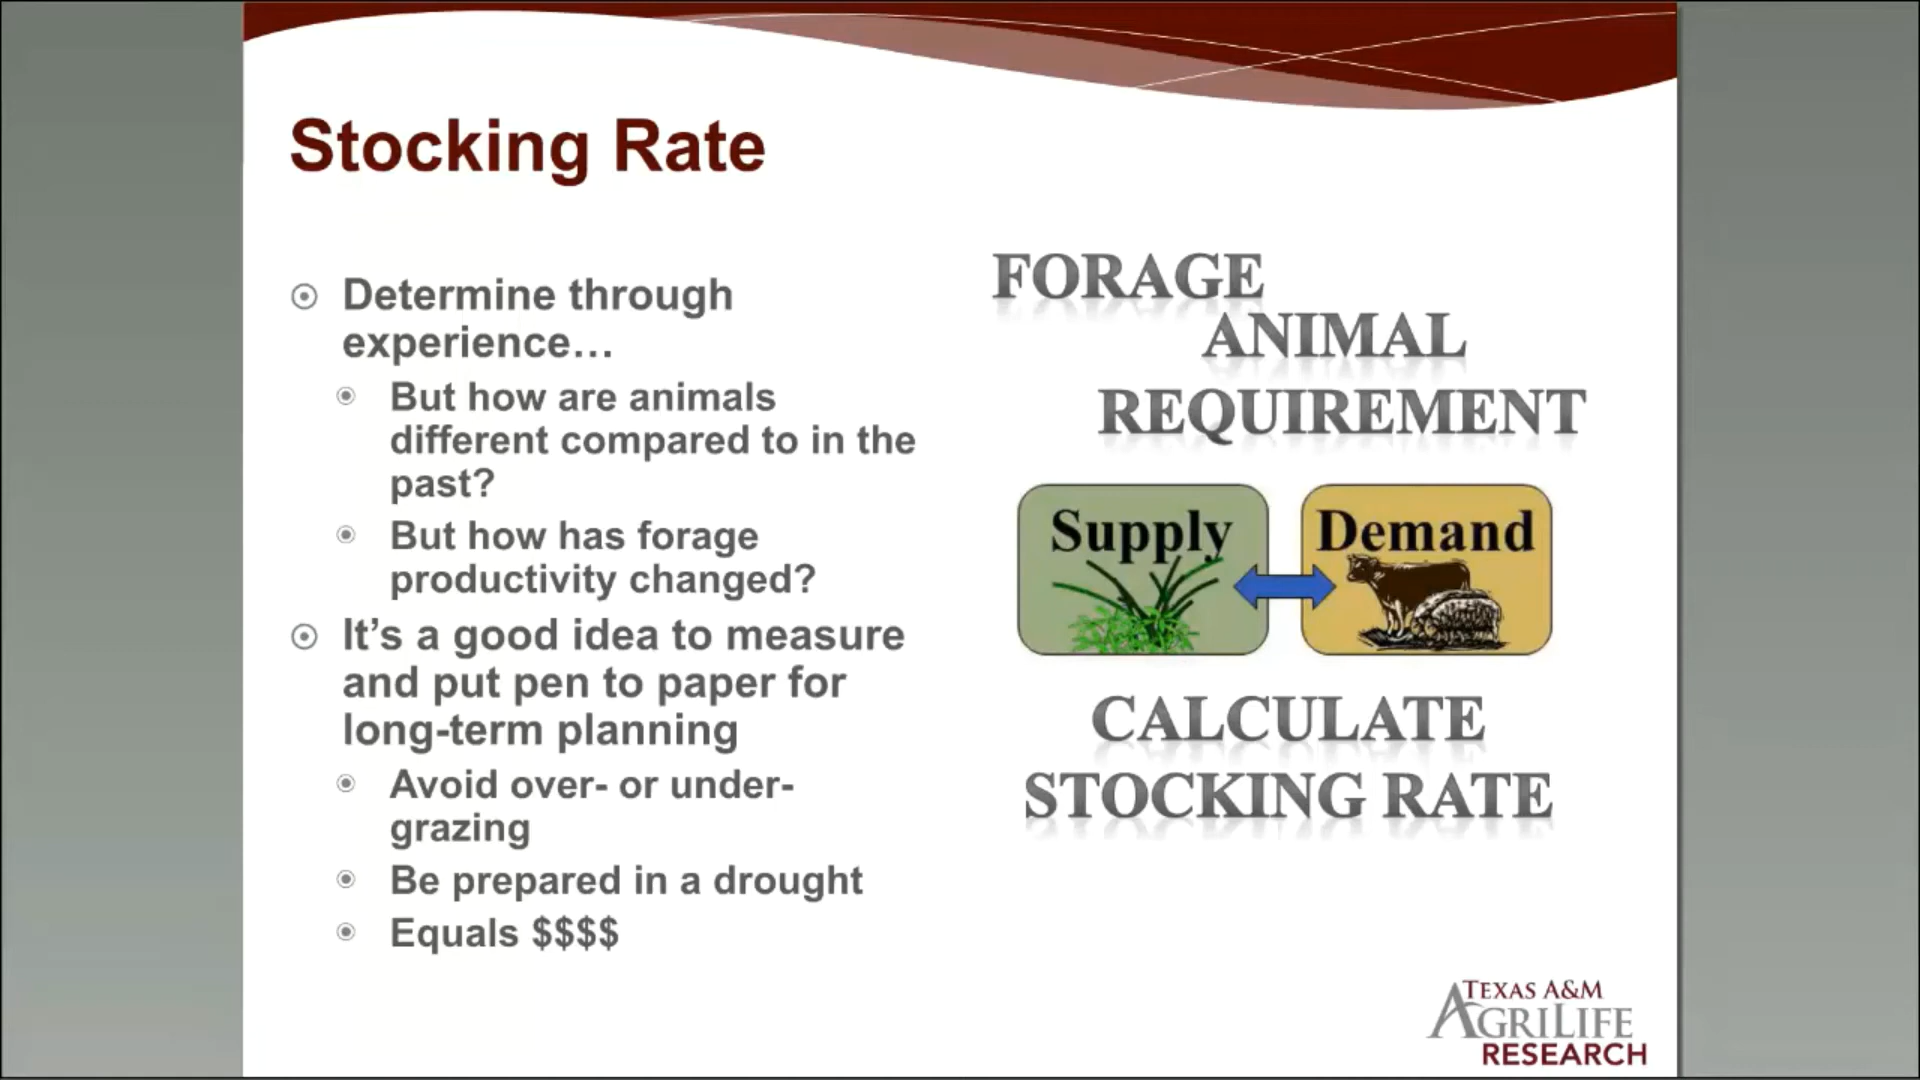 Stocking Rate
Determine through
experience…
But how are animals
different compared to in the
past?
But how has forage
productivity changed?
It’s a good idea to measure
and put pen to paper for
long-term planning
Avoid over- or under-
grazing
Be prepared in a drought
Equals $$$$
FORAGE
ANIMAL
REQUIREMENT
Supply
Demand
CALCULATE
STOCKING RATE
TEXAS A&M
AGRILIFE
RESEARCH